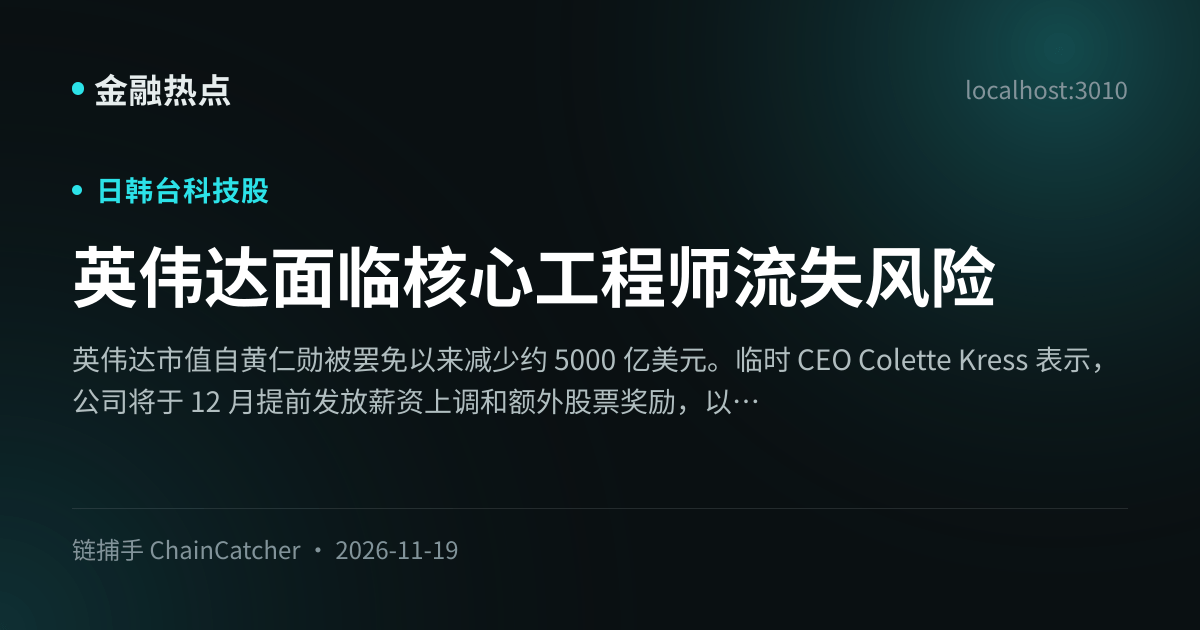 金融热点
localhost:3010
日韩台科技股
英伟达面临核心工程师流失风险
英伟达市值自黄仁勋被罢免以来减少约 5000 亿美元。临时 CEO Colette Kress 表示，
公司将于 12 月提前发放薪资上调和额外股票奖励，以…
链捕手 ChainCatcher · 2026-11-19